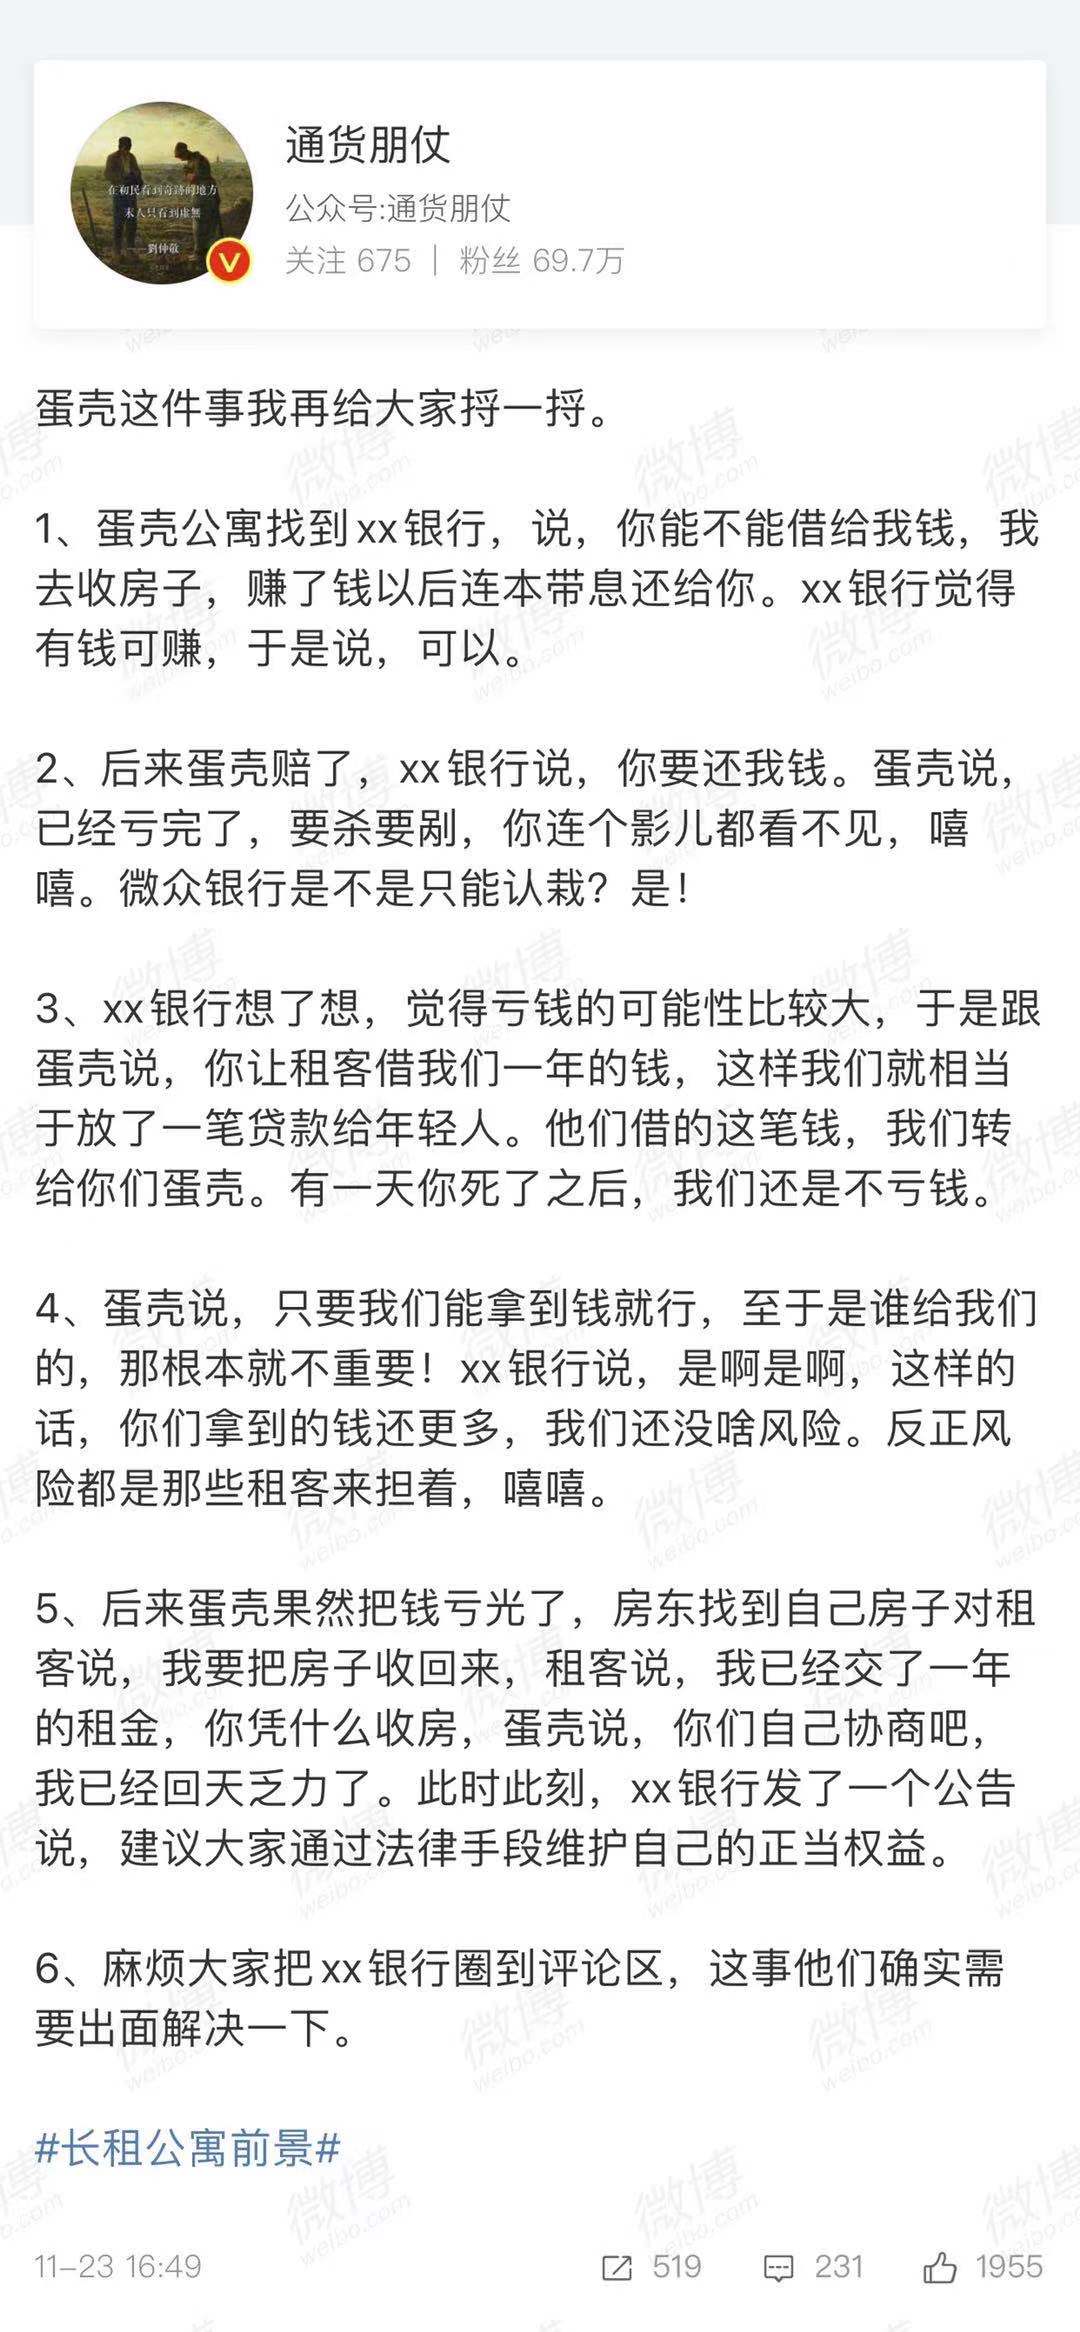 在初民看到奇跡的地方
末人只看到虛無
——劉仲敬
通货朋仗
公众号:通货朋仗
关注 675 | 粉丝 69.7万
蛋壳这件事我再给大家捋一捋。
1、蛋壳公寓找到xx银行，说，你能不能借给我钱，我
去收房子，赚了钱以后连本带息还给你。xx银行觉得
有钱可赚，于是说，可以。
2、后来蛋壳赔了，xx银行说，你要还我钱。蛋壳说，
已经亏完了，要杀要剐，你连个影儿都看不见，嘻
嘻。微众银行是不是只能认栽？是！
3、xx银行想了想，觉得亏钱的可能性比较大，于是跟
蛋壳说，你让租客借我们一年的钱，这样我们就相当
于放了一笔贷款给年轻人。他们借的这笔钱，我们转
给你们蛋壳。有一天你死了之后，我们还是不亏钱。
4、蛋壳说，只要我们能拿到钱就行，至于是谁给我们
的，那根本就不重要！xx银行说，是啊是啊，这样的
话，你们拿到的钱还更多，我们还没啥风险。反正风
险都是那些租客来担着，嘻嘻。
5、后来蛋壳果然把钱亏光了，房东找到自己房子对租
客说，我要把房子收回来，租客说，我已经交了一年
的租金，你凭什么收房，蛋壳说，你们自己协商吧，
我已经回天乏力了。此时此刻，xx银行发了一个公告
说，建议大家通过法律手段维护自己的正当权益。
6、麻烦大家把xx银行圈到评论区，这事他们确实需
要出面解决一下。
#长租公寓前景#
11-23 16:49 519 231 1955